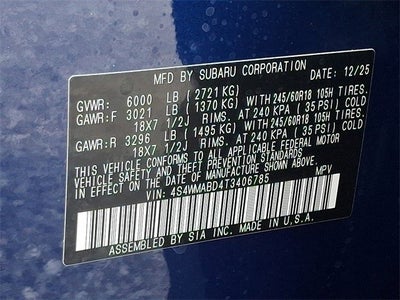 MFD BY SUBARU CORPORATION DATE: 12/25
GVWR: 6000 LB (2721 KG)
GAWR:F 3021 LB (1370 KG) WITH 245/60R18 105H TIRES.
18X7 1/2J RIMS. AT 240 KPA ( 35 PSI) COLD
GAWR:R 3296 LB (1495 KG) WITH 245/60R18 105H TIRES.
18X7 1/2J RIMS. AT 240 KPA ( 35 PSI) COLD
THIS VEHICLE CONFORMS TO ALL APPLICABLE FEDERAL MOTOR
VEHICLE SAFETY AND THEFT PREVENTION STANDARDS
IN EFFECT ON THE DATE OF MANUFACTURE SHOWN ABOVE.
VIN: 4S4WMABD4T3406785 MPV
ASSEMBLED BY SIA INC. MADE IN U.S.A.